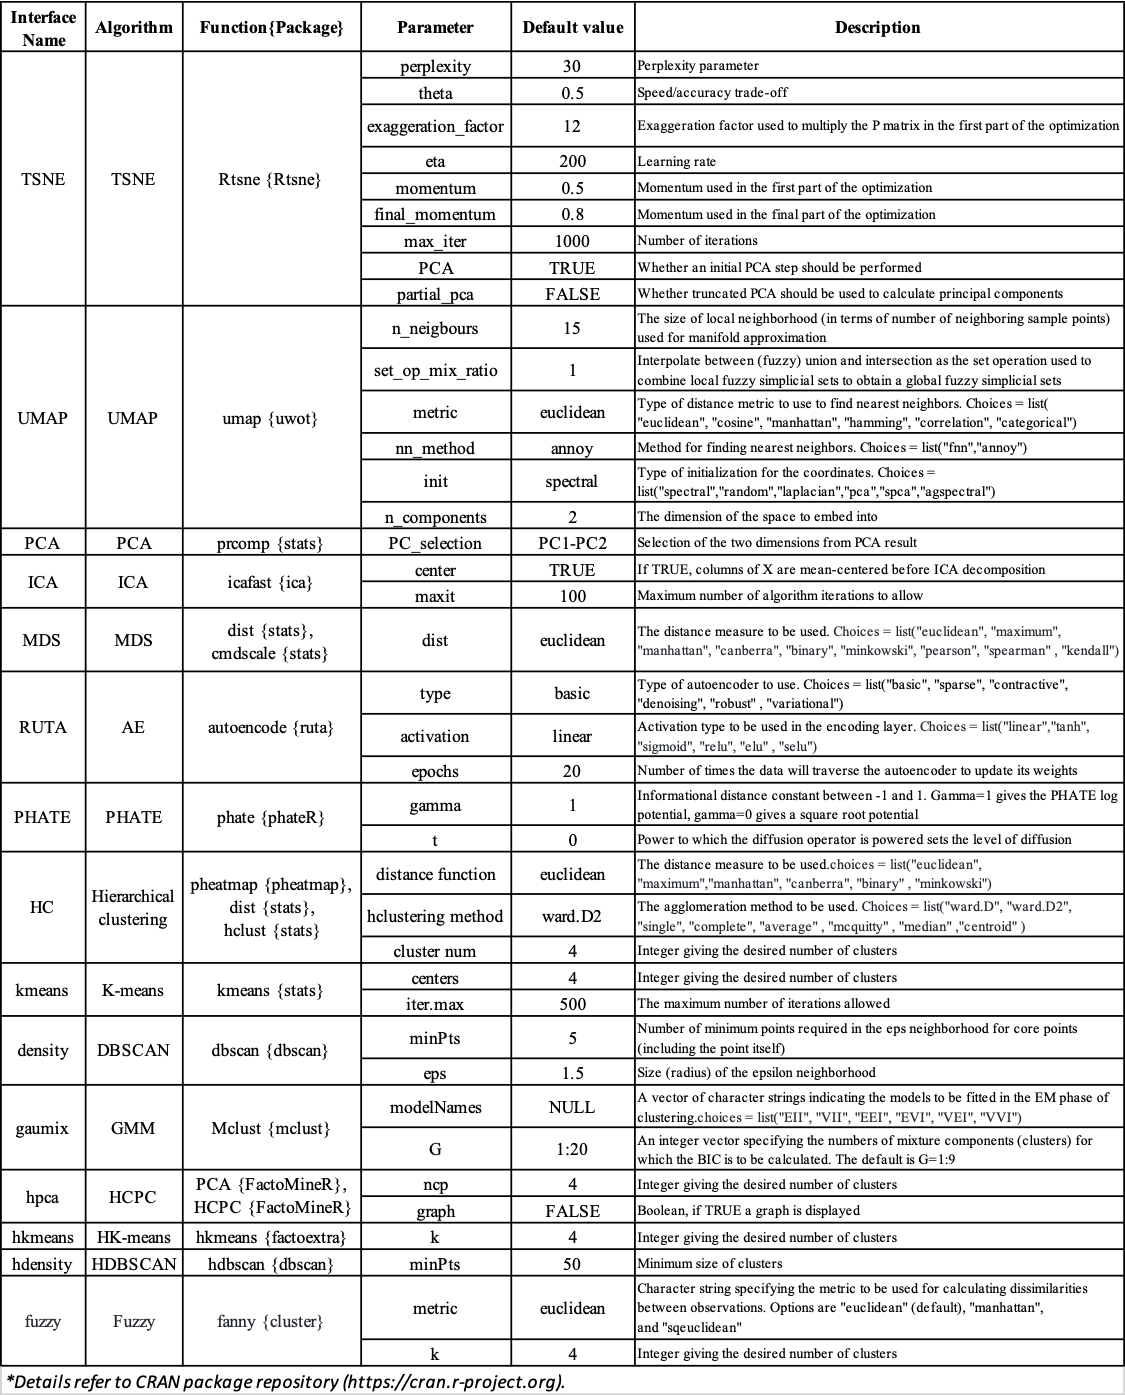 Interface Name | Algorithm | Function{Package} | Parameter | Default value | Description
TSNE | TSNE | Rtsne {Rtsne} | perplexity | 30 | Perplexity parameter
theta | 0.5 | Speed/accuracy trade-off
exaggeration_factor | 12 | Exaggeration factor used to multiply the P matrix in the first part of the optimization
eta | 200 | Learning rate
momentum | 0.5 | Momentum used in the first part of the optimization
final_momentum | 0.8 | Momentum used in the final part of the optimization
max_iter | 1000 | Number of iterations
PCA | TRUE | Whether an initial PCA step should be performed
partial_pca | FALSE | Whether truncated PCA should be used to calculate principal components
UMAP | UMAP | umap {uwot} | n_neigbours | 15 | The size of local neighborhood (in terms of number of neighboring sample points)
used for manifold approximation
set_op_mix_ratio | 1 | Interpolate between (fuzzy) union and intersection as the set operation used to
combine local fuzzy simplicial sets to obtain a global fuzzy simplicial sets
metric | euclidean | Type of distance metric to use to find nearest neighbors. Choices = list(
"euclidean", "cosine", "manhattan", "hamming", "correlation", "categorical")
nn_method | annoy | Method for finding nearest neighbors. Choices = list("fnn","annoy")
init | spectral | Type of initialization for the coordinates. Choices =
list("spectral","random","laplacian","pca","spca","agspectral")
n_components | 2 | The dimension of the space to embed into
PCA | PCA | prcomp {stats} | PC_selection | PC1-PC2 | Selection of the two dimensions from PCA result
ICA | ICA | icafast {ica} | center | TRUE | If TRUE, columns of X are mean-centered before ICA decomposition
maxit | 100 | Maximum number of algorithm iterations to allow
MDS | MDS | dist {stats}, cmdscale {stats} | dist | euclidean | The distance measure to be used. Choices = list("euclidean", "maximum",
"manhattan", "canberra", "binary", "minkowski", "pearson", "spearman" , "kendall")
RUTA | AE | autoencode {ruta} | type | basic | Type of autoencoder to use. Choices = list("basic", "sparse", "contractive",
"denoising", "robust" , "variational")
activation | linear | Activation type to be used in the encoding layer. Choices = list("linear","tanh",
"sigmoid", "relu", "elu" , "selu")
epochs | 20 | Number of times the data will traverse the autoencoder to update its weights
PHATE | PHATE | phate {phateR} | gamma | 1 | Informational distance constant between -1 and 1. Gamma=1 gives the PHATE log
potential, gamma=0 gives a square root potential
t | 0 | Power to which the diffusion operator is powered sets the level of diffusion
HC | Hierarchical clustering | pheatmap {pheatmap}, dist {stats}, hclust {stats} | distance function | euclidean | The distance measure to be used.choices = list("euclidean",
"maximum","manhattan", "canberra", "binary" , "minkowski")
hclustering method | ward.D2 | The agglomeration method to be used. Choices = list("ward.D", "ward.D2",
"single", "complete", "average" , "mcquitty" , "median" ,"centroid" )
cluster num | 4 | Integer giving the desired number of clusters
kmeans | K-means | kmeans {stats} | centers | 4 | Integer giving the desired number of clusters
iter.max | 500 | The maximum number of iterations allowed
density | DBSCAN | dbscan {dbscan} | minPts | 5 | Number of minimum points required in the eps neighborhood for core points
(including the point itself)
eps | 1.5 | Size (radius) of the epsilon neighborhood
gaumix | GMM | Mclust {mclust} | modelNames | NULL | A vector of character strings indicating the models to be fitted in the EM phase of
clustering.choices = list("EII", "VII", "EEI", "EVI", "VEI", "VVI")
G | 1:20 | An integer vector specifying the numbers of mixture components (clusters) for
which the BIC is to be calculated. The default is G=1:9
hpca | HCPC | PCA {FactoMineR}, HCPC {FactoMineR} | ncp | 4 | Integer giving the desired number of clusters
graph | FALSE | Boolean, if TRUE a graph is displayed
hkmeans | HK-means | hkmeans {factoextra} | k | 4 | Integer giving the desired number of clusters
hdensity | HDBSCAN | hdbscan {dbscan} | minPts | 50 | Minimum size of clusters
fuzzy | Fuzzy | fanny {cluster} | metric | euclidean | Character string specifying the metric to be used for calculating dissimilarities
between observations. Options are "euclidean" (default), "manhattan",
and "sqeuclidean"
k | 4 | Integer giving the desired number of clusters
*Details refer to CRAN package repository (https://cran.r-project.org).